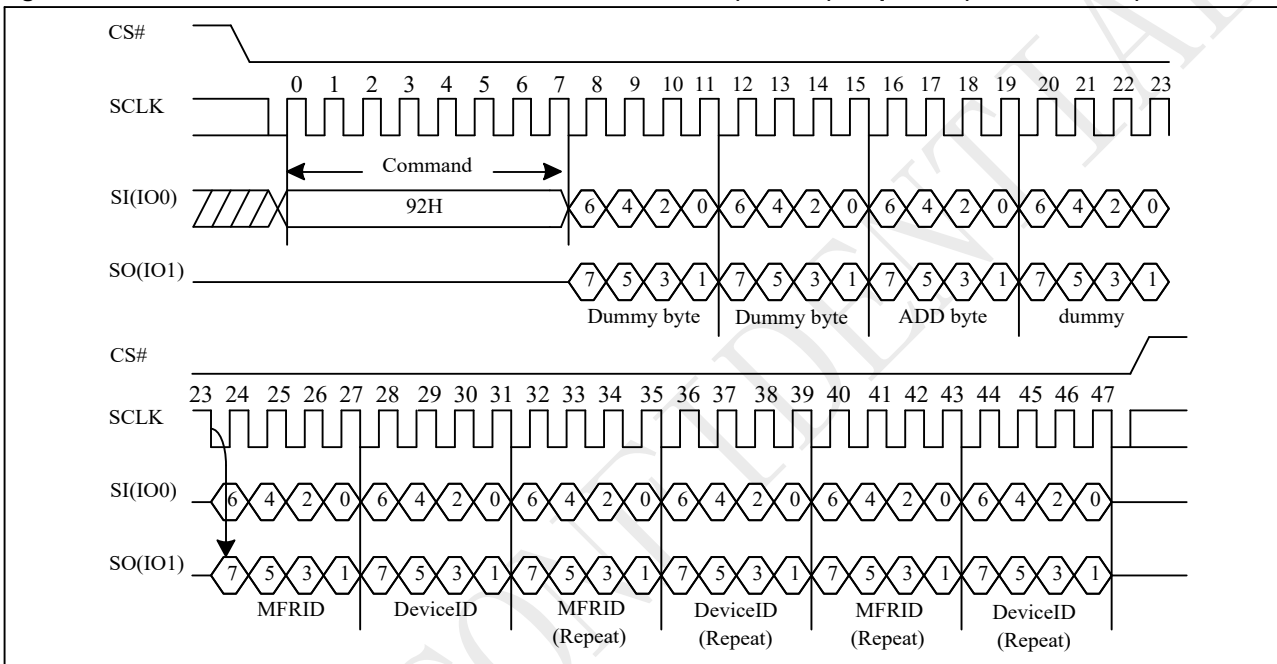 CS#
0 1 2 3 4 5 6 7 8 9 10 11 12 13 14 15 16 17 18 19 20 21 22 23
SCLK
Command
SI(IO0)
92H
6 4 2 0 6 4 2 0 6 4 2 0 6 4 2 0
SO(IO1)
7 5 3 1 7 5 3 1 7 5 3 1 7 5 3 1
Dummy byte Dummy byte ADD byte dummy
CS#
23 24 25 26 27 28 29 30 31 32 33 34 35 36 37 38 39 40 41 42 43 44 45 46 47
SCLK
SI(IO0)
6 4 2 0 6 4 2 0 6 4 2 0 6 4 2 0 6 4 2 0 6 4 2 0
SO(IO1)
7 5 3 1 7 5 3 1 7 5 3 1 7 5 3 1 7 5 3 1 7 5 3 1
MFRID DeviceID MFRID DeviceID MFRID DeviceID
(Repeat) (Repeat) (Repeat) (Repeat)